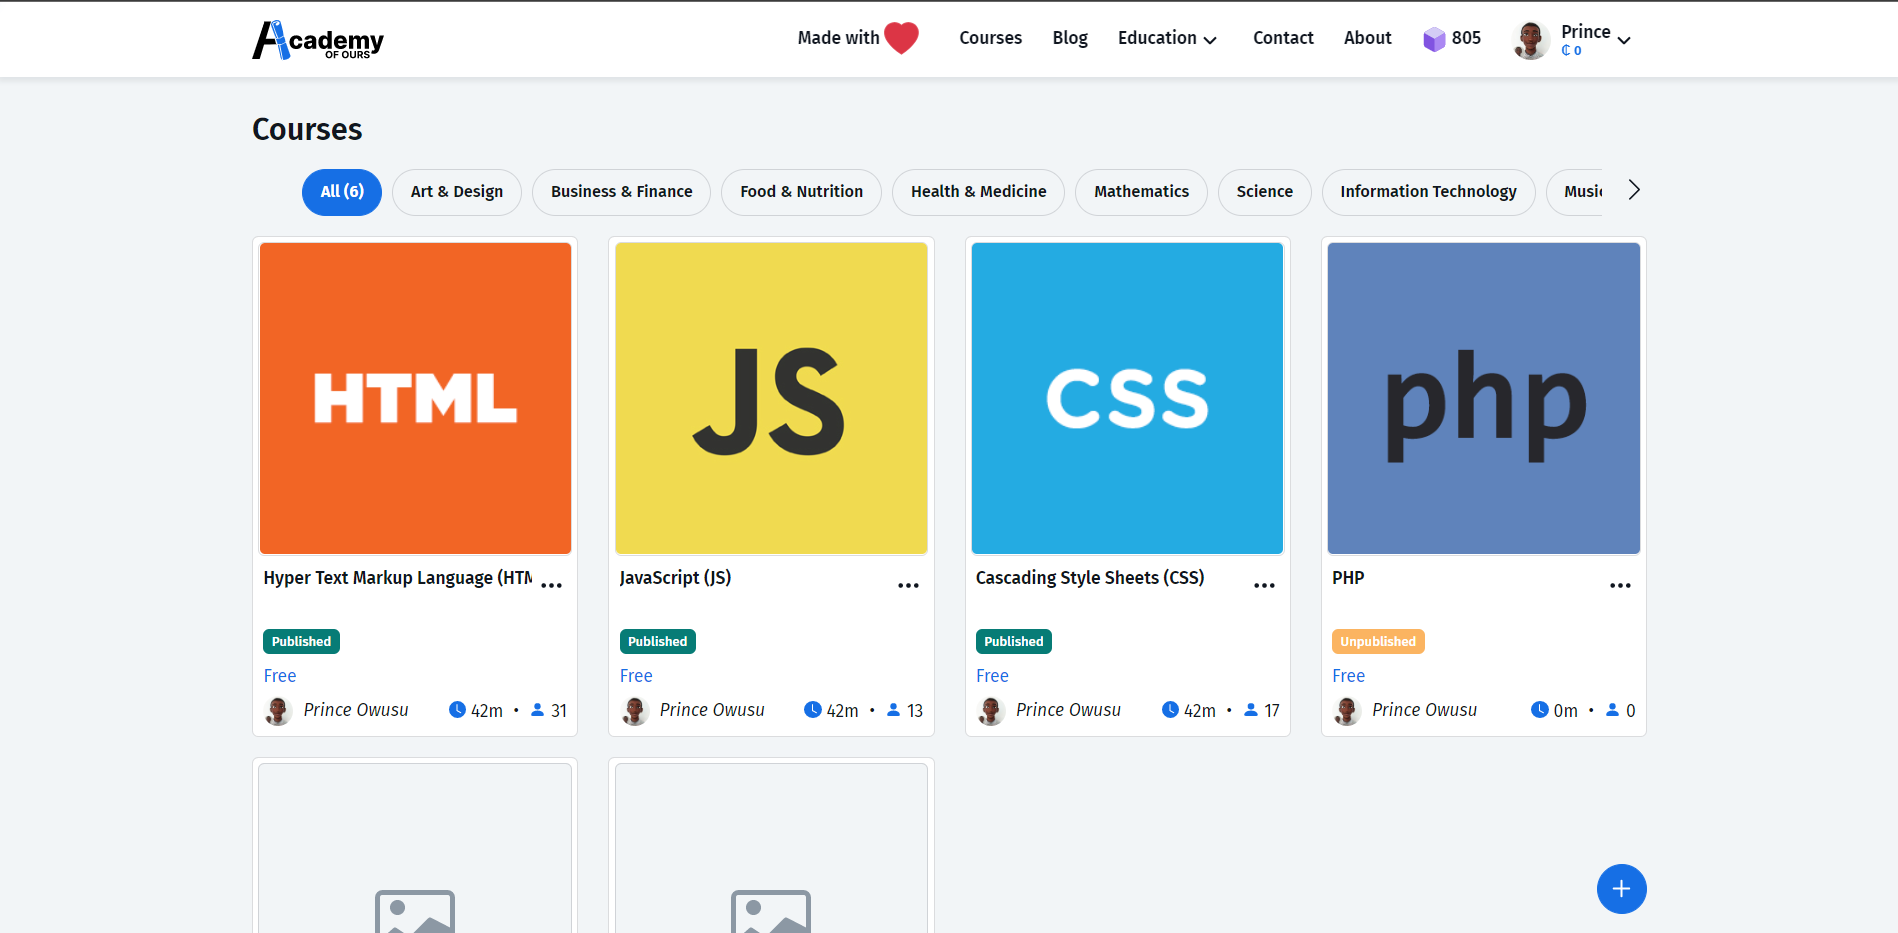 Academy
OF OURS
Made with
Courses
Blog
Education
Contact
About
805
Prince
₵ 0
Courses
All (6)
Art & Design
Business & Finance
Food & Nutrition
Health & Medicine
Mathematics
Science
Information Technology
Music
HTML
JS
CSS
php
Hyper Text Markup Language (HTM
JavaScript (JS)
Cascading Style Sheets (CSS)
PHP
Published
Published
Published
Unpublished
Free
Free
Free
Free
Prince Owusu 42m • 31
Prince Owusu 42m • 13
Prince Owusu 42m • 17
Prince Owusu 0m • 0